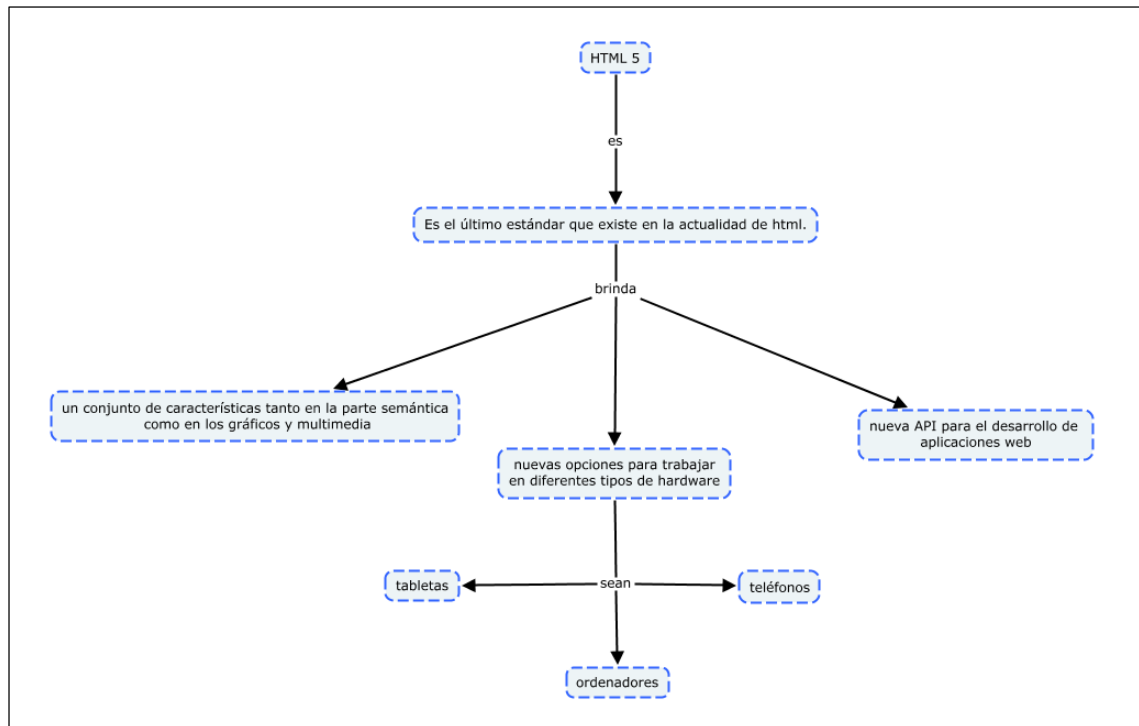 HTML 5
es
Es el último estándar que existe en la actualidad de html.
brinda
un conjunto de características tanto en la parte semántica
como en los gráficos y multimedia
nuevas opciones para trabajar
en diferentes tipos de hardware
nueva API para el desarrollo de
aplicaciones web
sean
tabletas
teléfonos
ordenadores